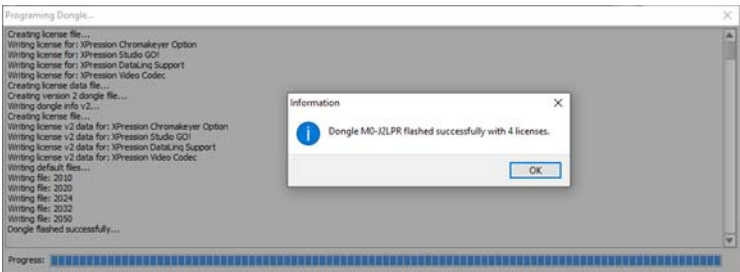 Programing Dongle...
Creating license file...
Writing license for: XPression Chromakeyer Option
Writing license for: XPression Studio GO!
Writing license for: XPression DataLinq Support
Writing license for: XPression Video Codec
Creating license data file...
Creating version 2 dongle file...
Writing dongle info v2...
Creating license file...
Writing license v2 data for: XPression Chromakeyer Option
Writing license v2 data for: XPression Studio GO!
Writing license v2 data for: XPression DataLinq Support
Writing license v2 data for: XPression Video Codec
Writing default files...
Writing file: 2010
Writing file: 2020
Writing file: 2024
Writing file: 2032
Writing file: 2050
Dongle flashed successfully...
Information
Dongle M0-J2LPR flashed successfully with 4 licenses.
OK
Progress: